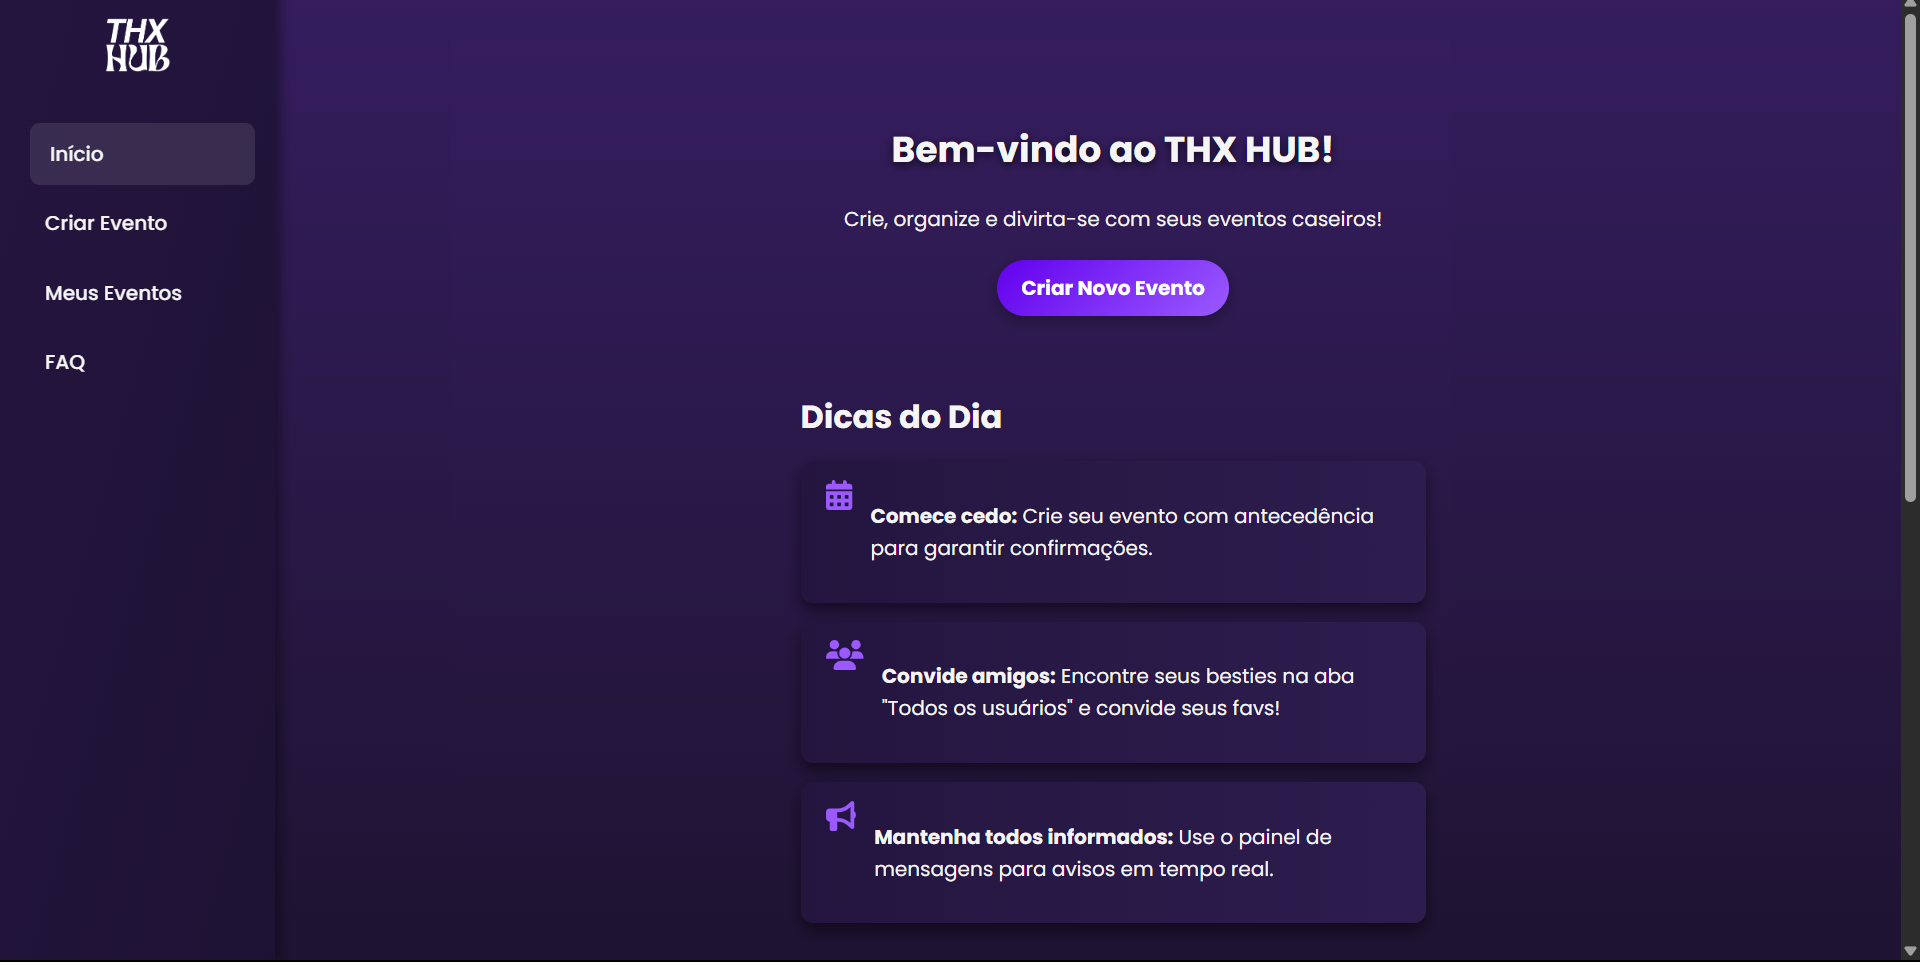 THX
HUB
Início
Criar Evento
Meus Eventos
FAQ
Bem-vindo ao THX HUB!
Crie, organize e divirta-se com seus eventos caseiros!
Criar Novo Evento
Dicas do Dia
Comece cedo: Crie seu evento com antecedência
para garantir confirmações.
Convide amigos: Encontre seus besties na aba
"Todos os usuários" e convide seus favs!
Mantenha todos informados: Use o painel de
mensagens para avisos em tempo real.